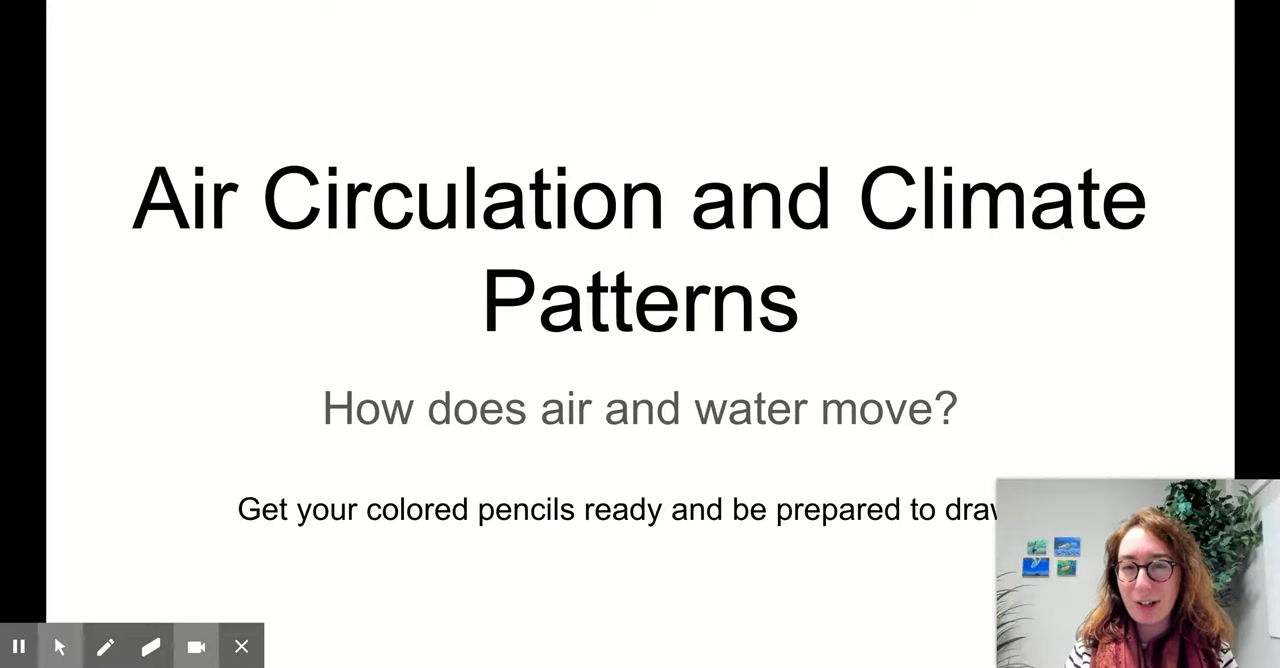 Air Circulation and Climate
Patterns
How does air and water move?
Get your colored pencils ready and be prepared to